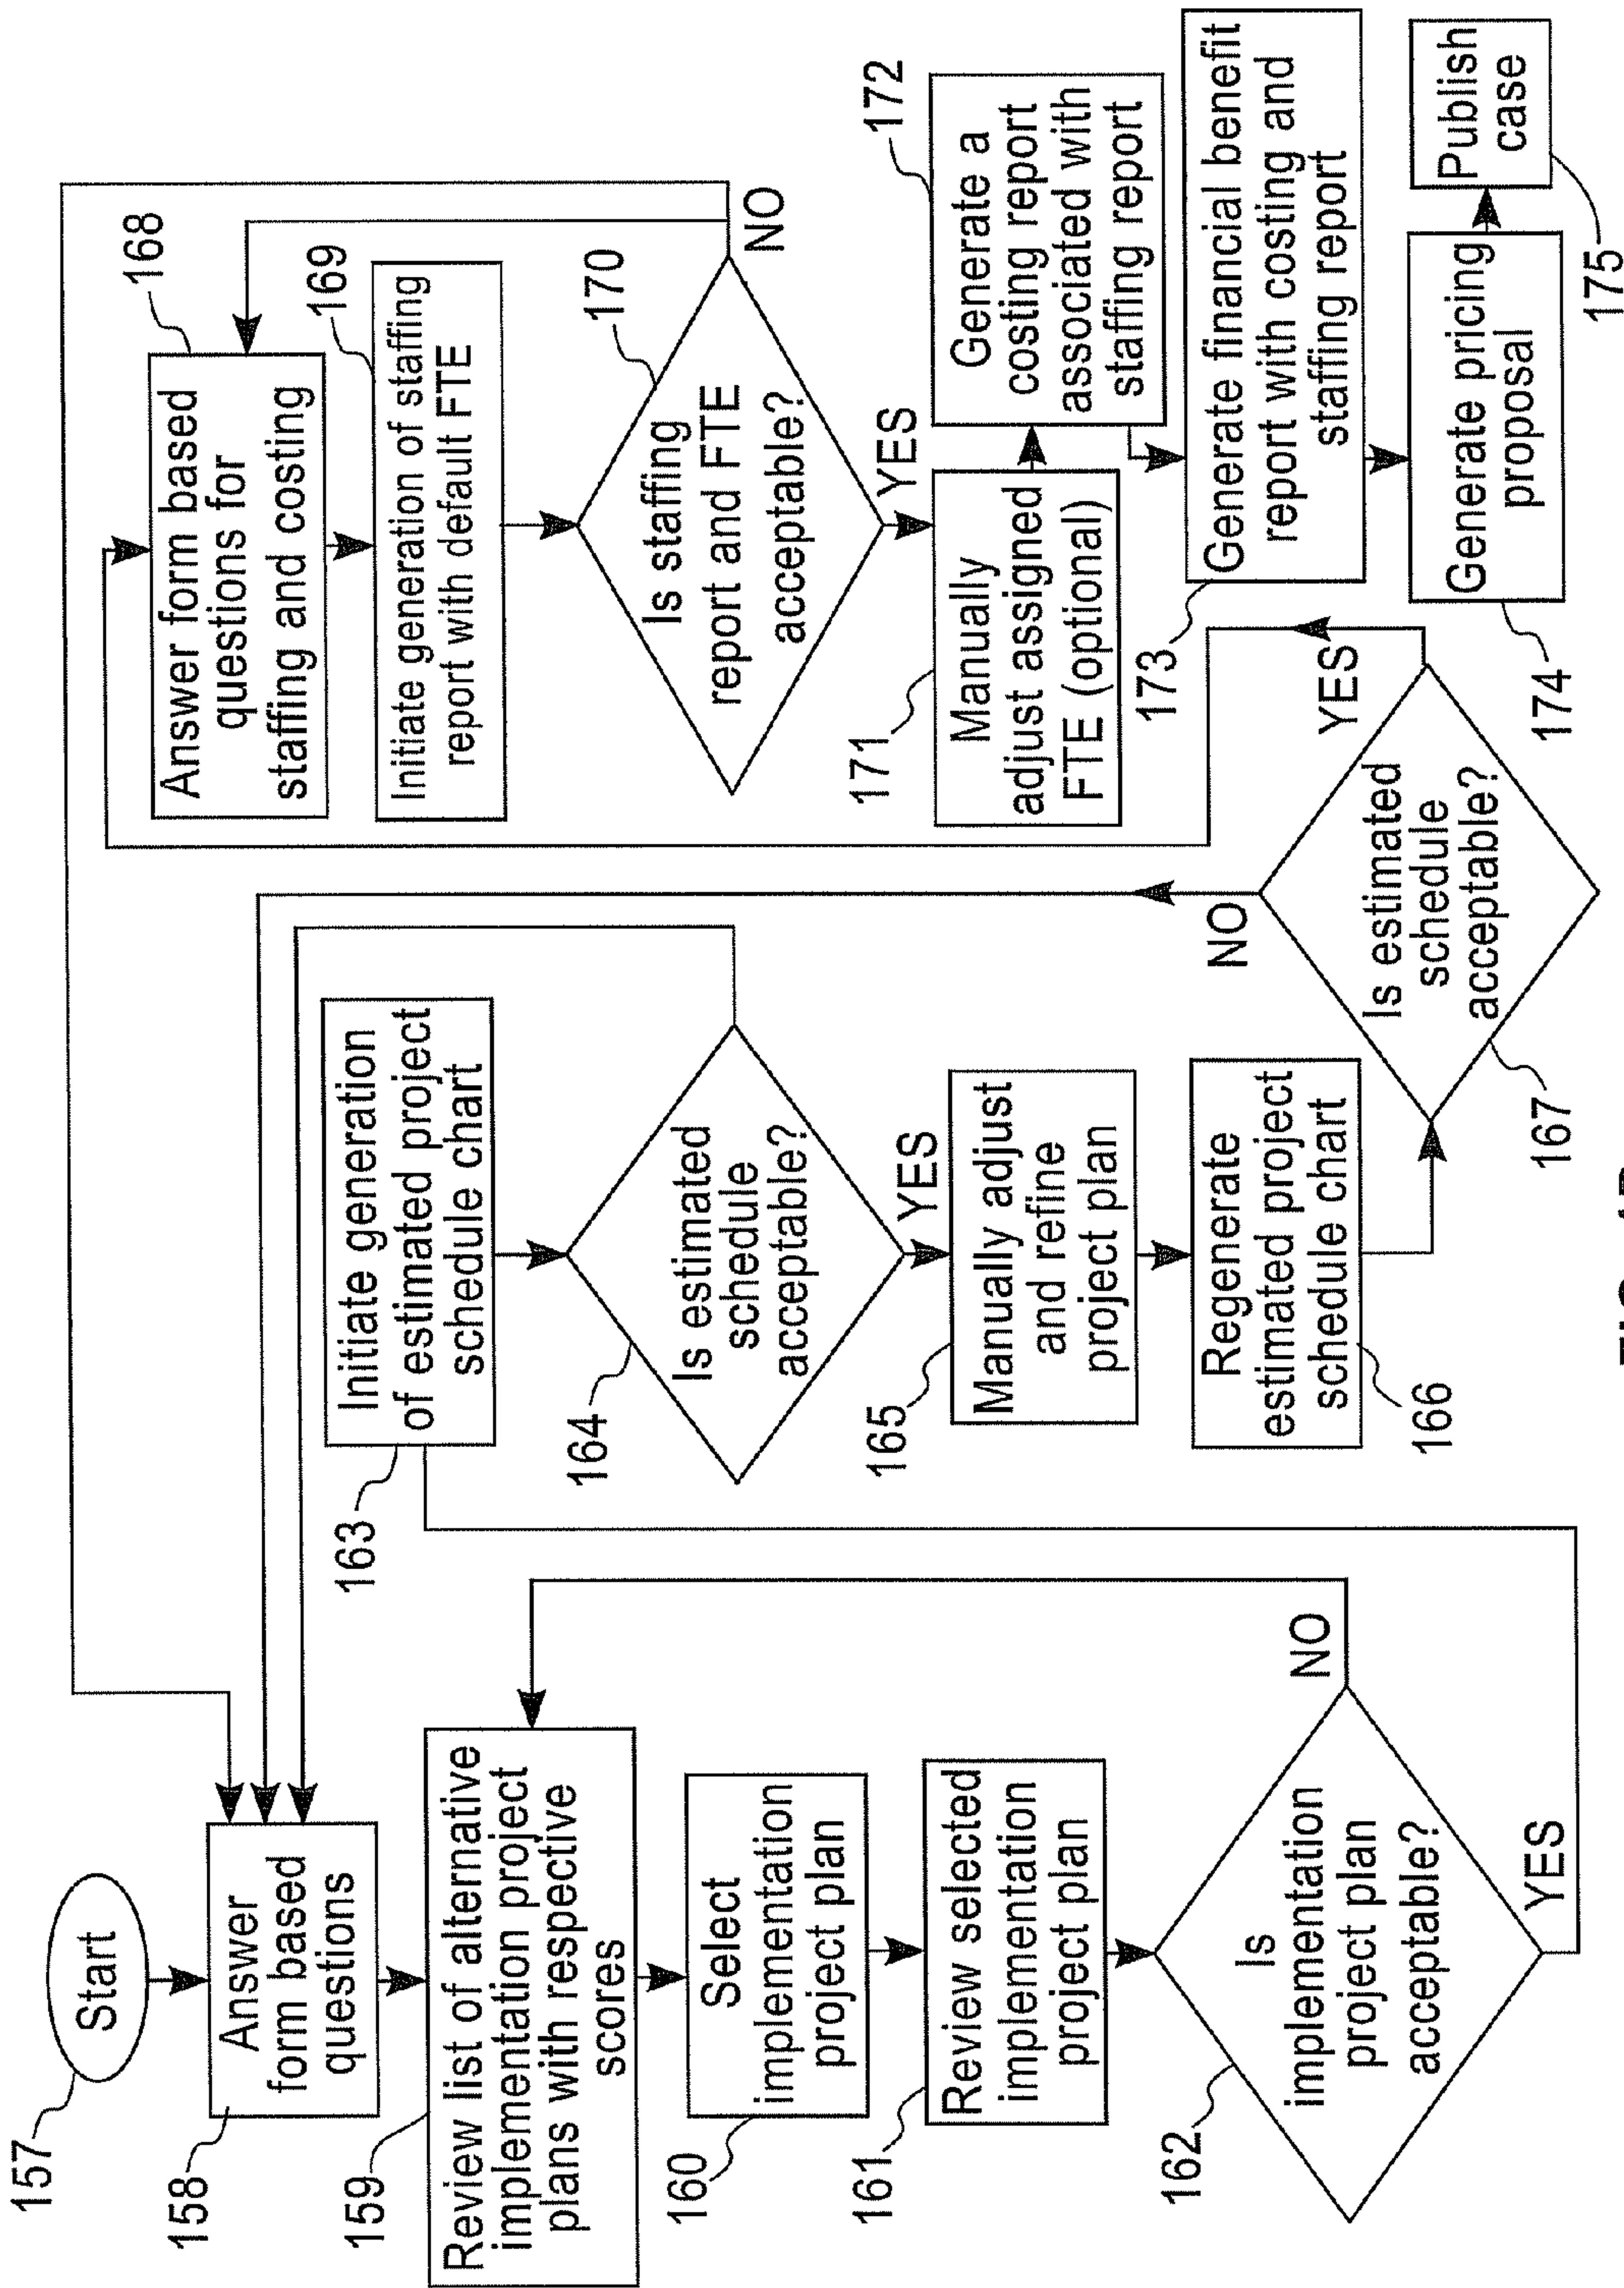 157
Start
158
Answer
form based
questions
159
Review list of alternative
implementation project
plans with respective
scores
160
Select
implementation
project plan
161
Review selected
implementation
project plan
162
Is
implementation
project plan
acceptable?
NO
YES
163
Initiate generation
of estimated project
schedule chart
164
Is estimated
schedule
acceptable?
YES
165
Manually adjust
and refine
project plan
166
Regenerate
estimated project
schedule chart
167
Is estimated
schedule
acceptable?
NO
YES
168
Answer form based
questions for
staffing and costing
169
Initiate generation of staffing
report with default FTE
170
Is staffing
report and FTE
acceptable?
NO
YES
171
Manually
adjust assigned
FTE (optional)
172
Generate a
costing report
associated with
staffing report
173
Generate financial benefit
report with costing and
staffing report
174
Generate pricing
proposal
175
Publish
case